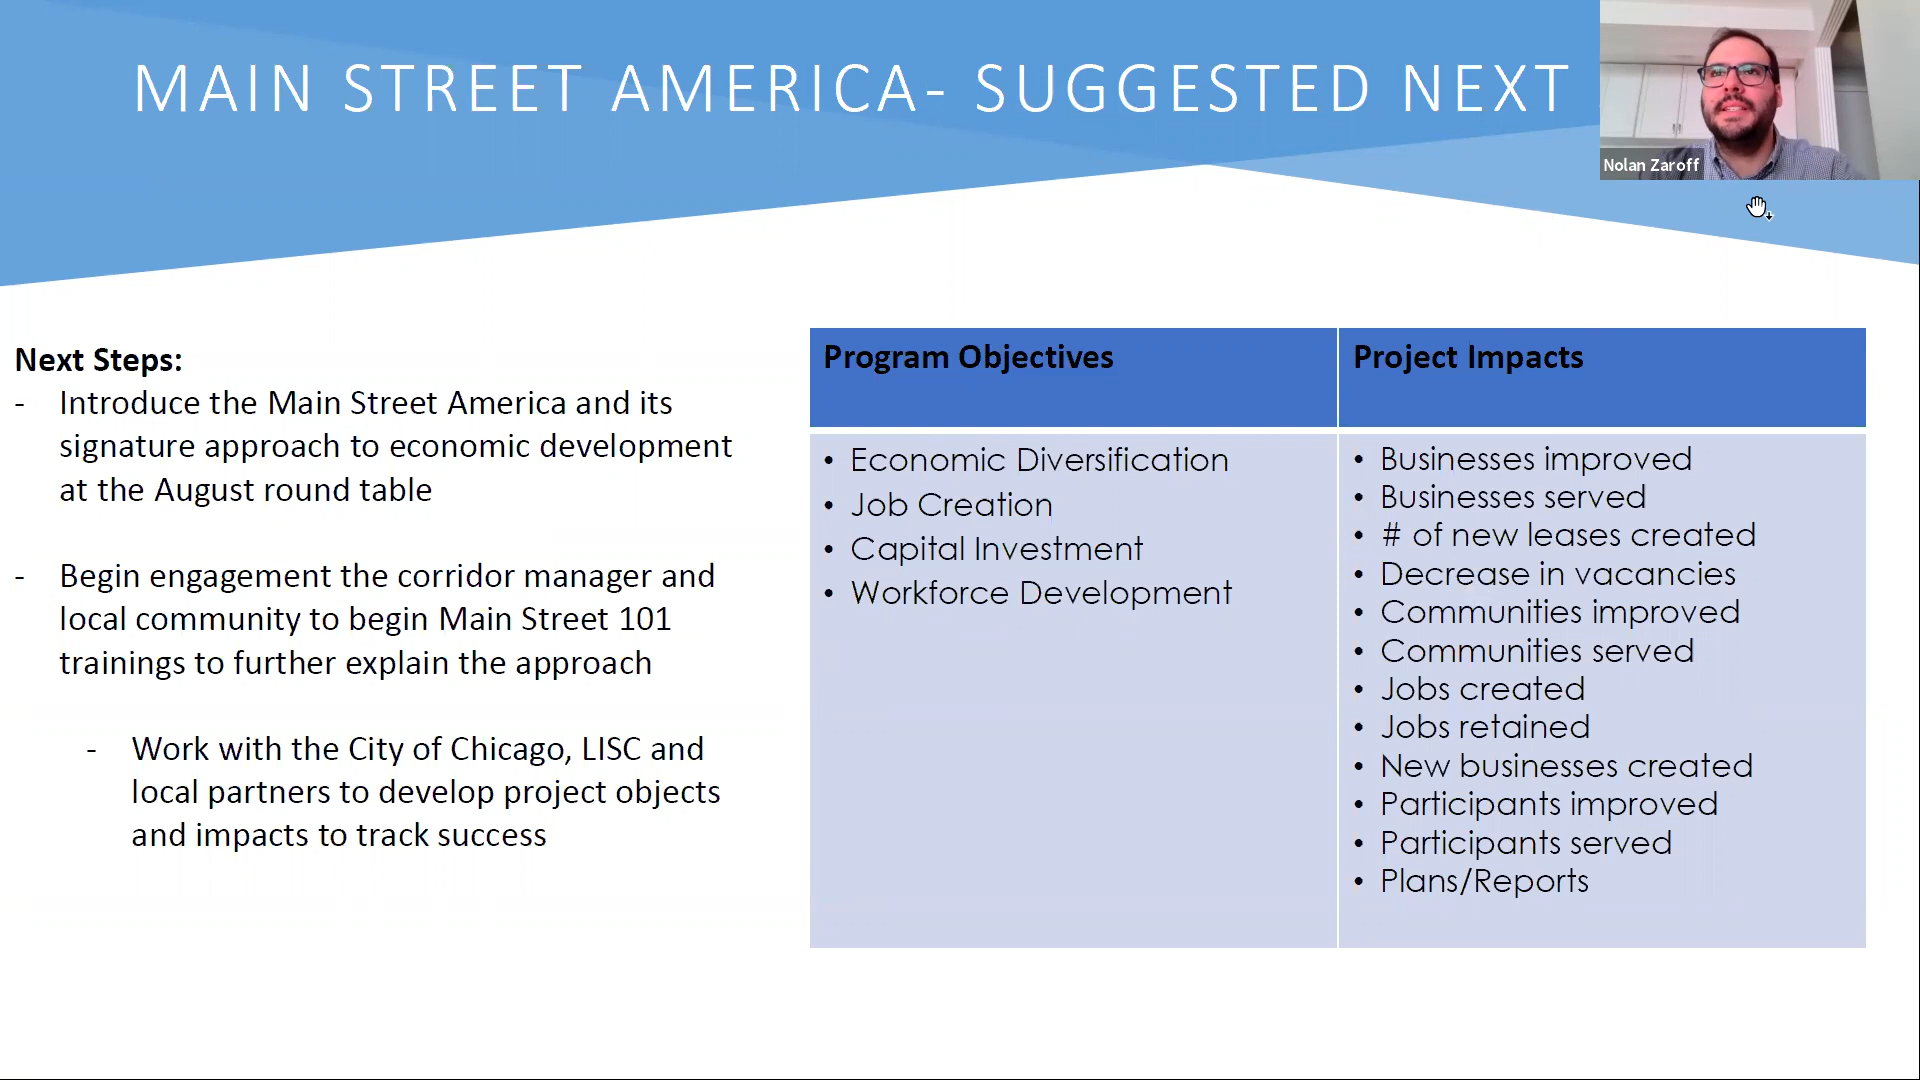 MAIN STREET AMERICA- SUGGESTED NEXT
Nolan Zaroff
Next Steps:
- Introduce the Main Street America and its
signature approach to economic development
at the August round table
- Begin engagement the corridor manager and
local community to begin Main Street 101
trainings to further explain the approach
- Work with the City of Chicago, LISC and
local partners to develop project objects
and impacts to track success
Program Objectives
• Economic Diversification
• Job Creation
• Capital Investment
• Workforce Development
Project Impacts
• Businesses improved
• Businesses served
• # of new leases created
• Decrease in vacancies
• Communities improved
• Communities served
• Jobs created
• Jobs retained
• New businesses created
• Participants improved
• Participants served
• Plans/Reports